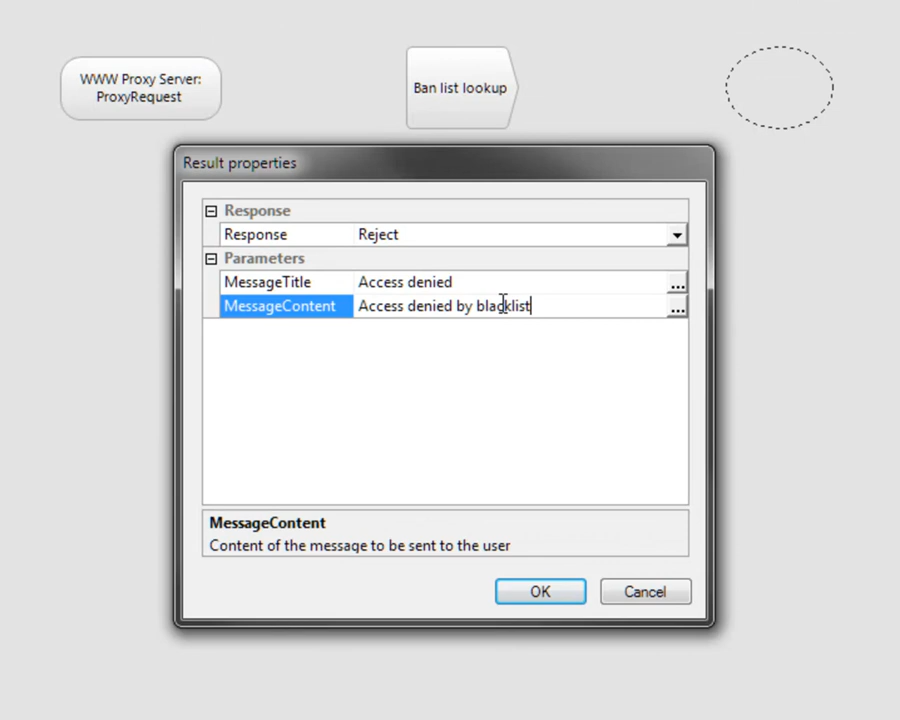 WWW Proxy Server:
ProxyRequest
Ban list lookup
Result properties
Response
Response Reject
Parameters
MessageTitle Access denied ...
MessageContent Access denied by blacklist ...
MessageContent
Content of the message to be sent to the user
OK Cancel